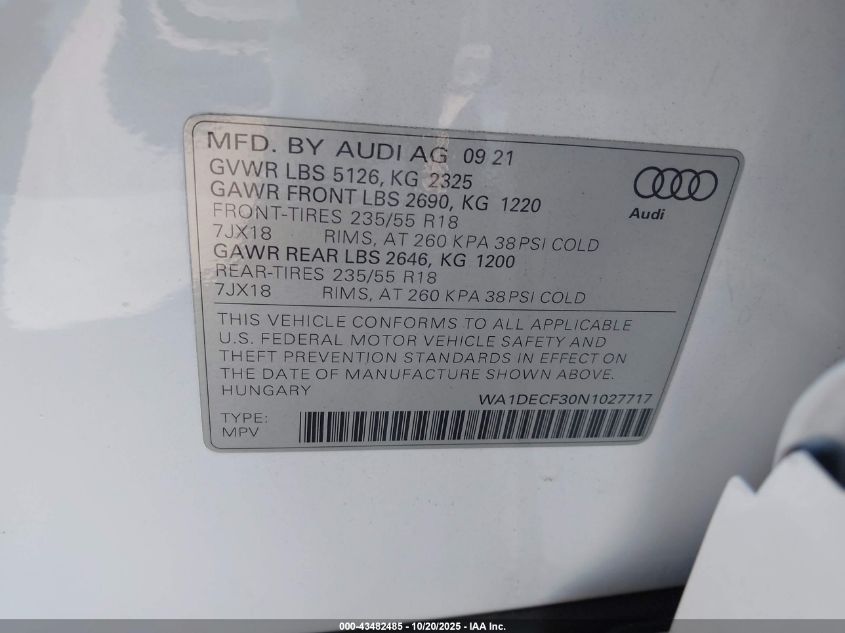 MFD. BY AUDI AG 09 21
GVWR LBS 5126, KG 2325
GAWR FRONT LBS 2690, KG 1220
FRONT-TIRES 235/55 R18
7JX18 RIMS, AT 260 KPA 38 PSI COLD
GAWR REAR LBS 2646, KG 1200
REAR-TIRES 235/55 R18
7JX18 RIMS, AT 260 KPA 38 PSI COLD
Audi
THIS VEHICLE CONFORMS TO ALL APPLICABLE
U.S. FEDERAL MOTOR VEHICLE SAFETY AND
THEFT PREVENTION STANDARDS IN EFFECT ON
THE DATE OF MANUFACTURE SHOWN ABOVE.
HUNGARY
WA1DECF30N1027717
TYPE:
MPV
000-43482485 - 10/20/2025 - IAA Inc.